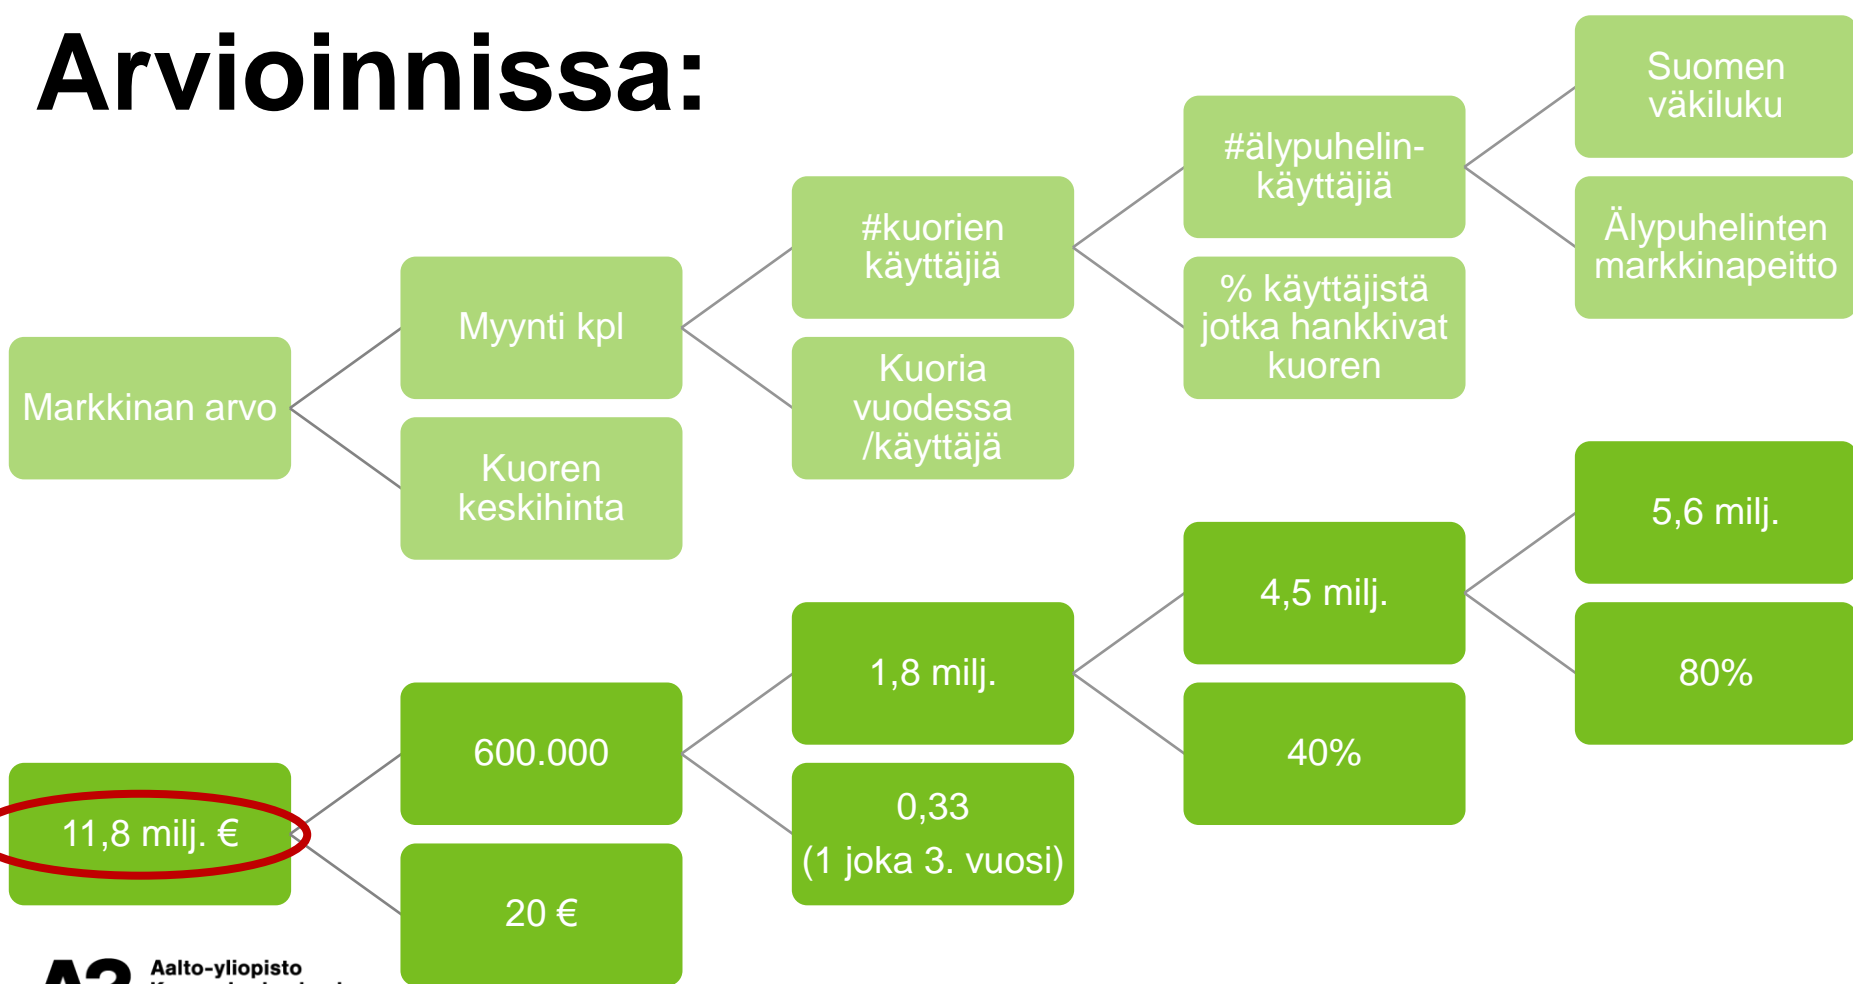 Arvioinnissa:
Suomen
väkiluku
#älypuhelin-
käyttäjiä
Älypuhelinten
markkinapeitto
#kuorien
käyttäjiä
% käyttäjistä
jotka hankkivat
kuoren
Myynti kpl
Kuoria
vuodessa
/käyttäjä
Markkinan arvo
Kuoren
keskihinta
5,6 milj.
4,5 milj.
80%
1,8 milj.
40%
600.000
0,33
(1 joka 3. vuosi)
11,8 milj. €
20 €
Aalto-yliopisto